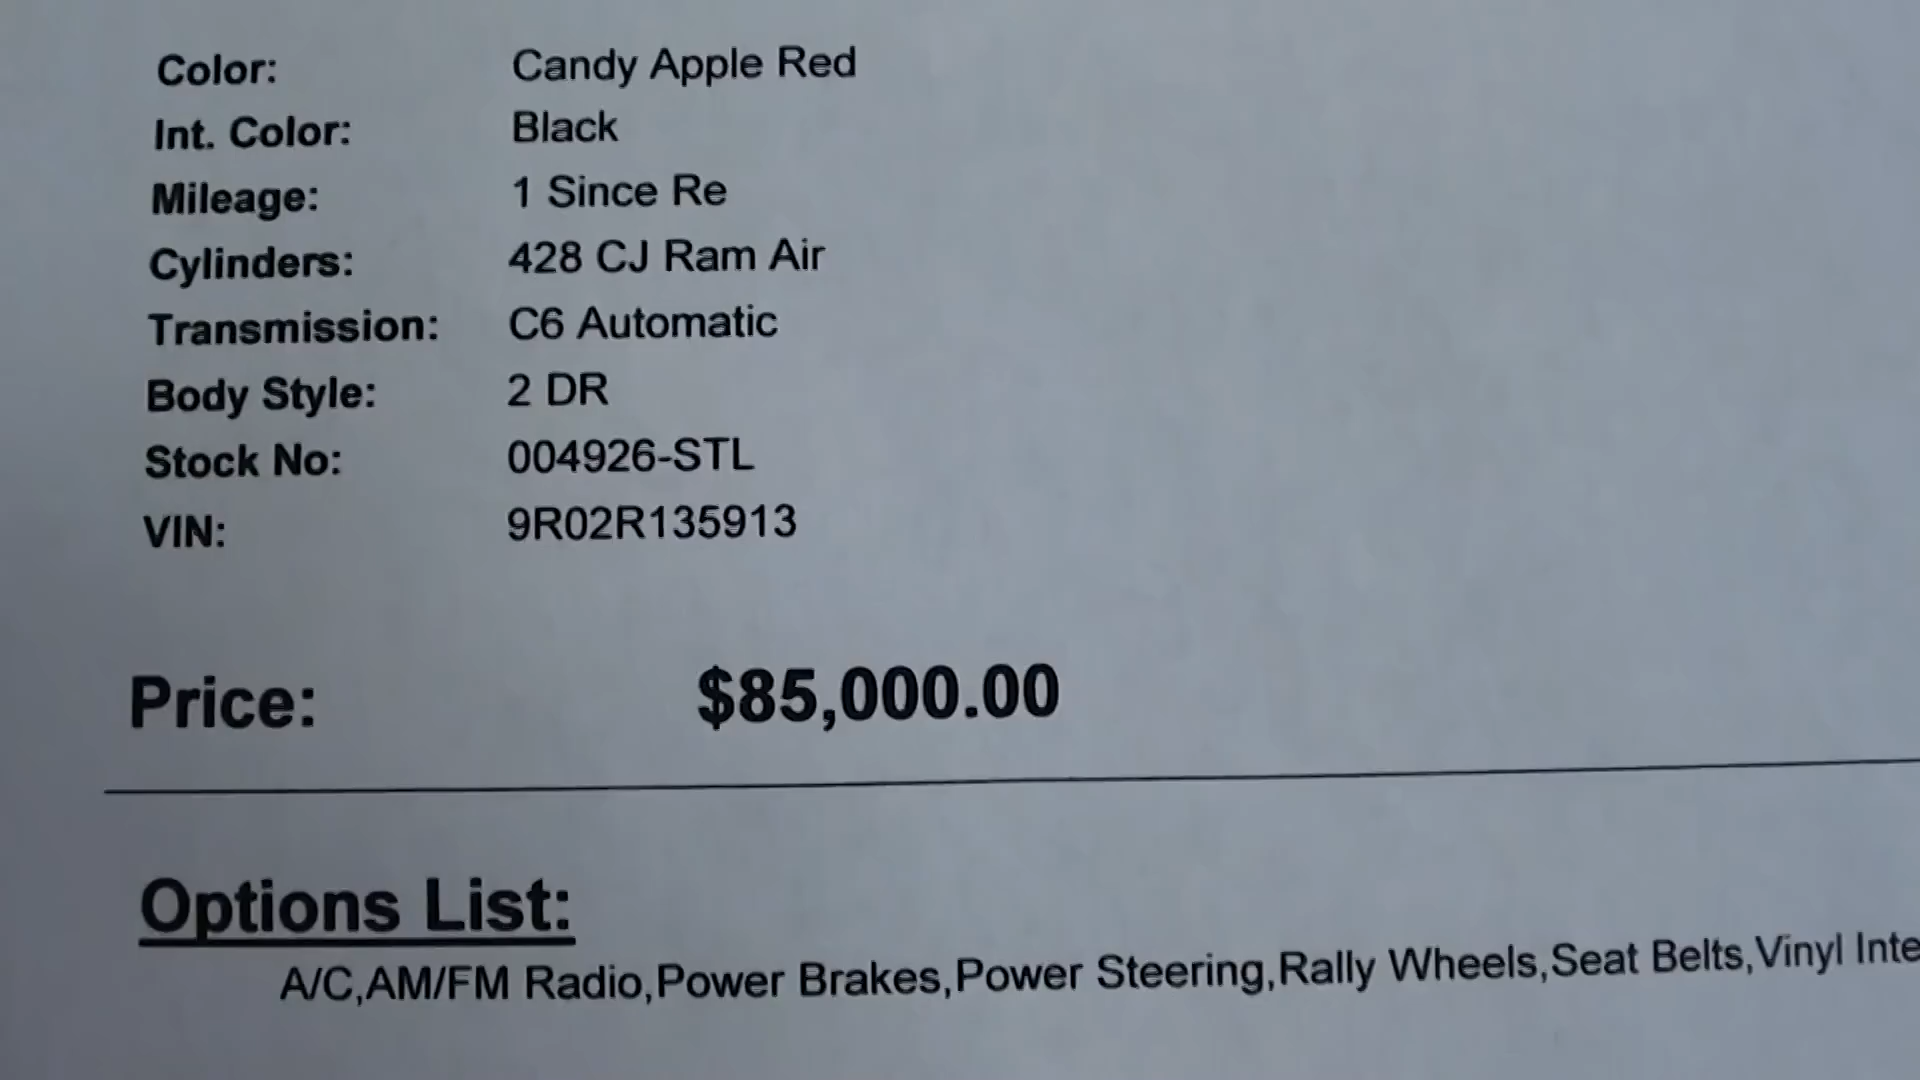 Color: Candy Apple Red
Int. Color: Black
Mileage: 1 Since Re
Cylinders: 428 CJ Ram Air
Transmission: C6 Automatic
Body Style: 2 DR
Stock No: 004926-STL
VIN: 9R02R135913
Price: $85,000.00
Options List:
A/C,AM/FM Radio,Power Brakes,Power Steering,Rally Wheels,Seat Belts,Vinyl Inte